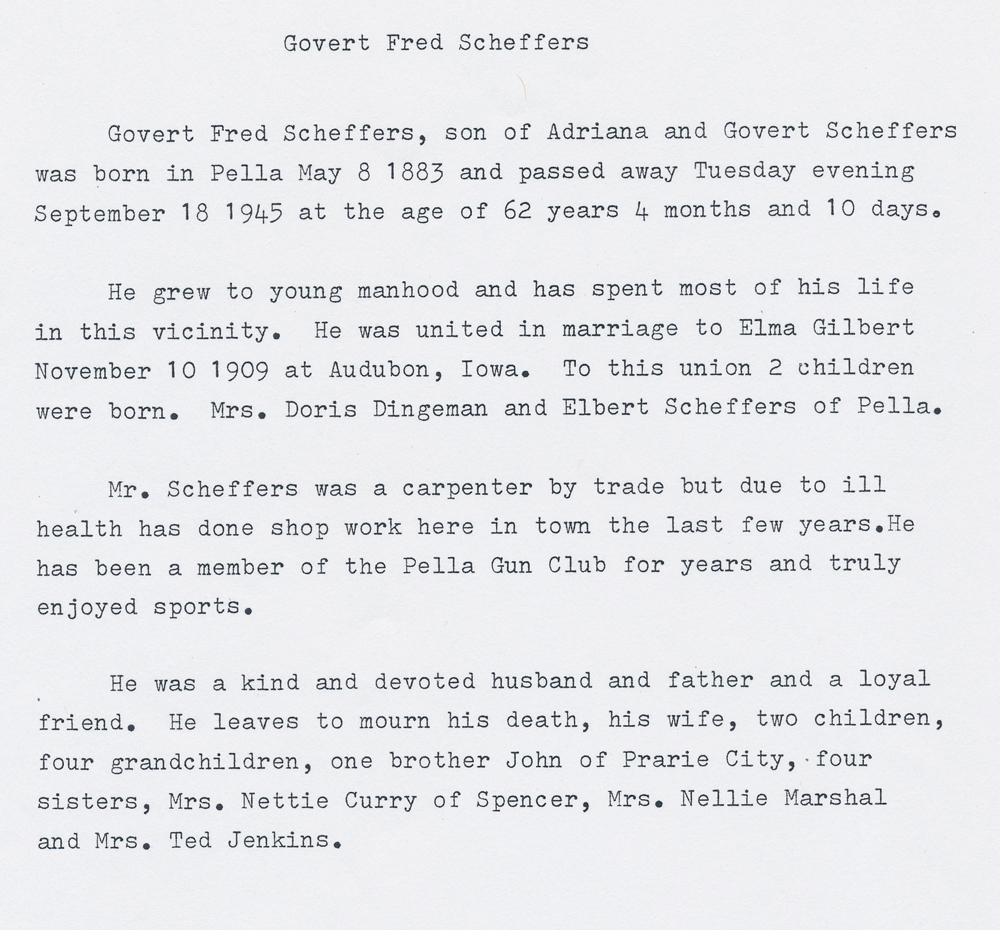 Govert Fred Scheffers
Govert Fred Scheffers, son of Adriana and Govert Scheffers
was born in Pella May 8 1883 and passed away Tuesday evening
September 18 1945 at the age of 62 years 4 months and 10 days.
He grew to young manhood and has spent most of his life
in this vicinity.  He was united in marriage to Elma Gilbert
November 10 1909 at Audubon, Iowa.  To this union 2 children
were born.  Mrs. Doris Dingeman and Elbert Scheffers of Pella.
Mr. Scheffers was a carpenter by trade but due to ill
health has done shop work here in town the last few years.He
has been a member of the Pella Gun Club for years and truly
enjoyed sports.
He was a kind and devoted husband and father and a loyal
friend.  He leaves to mourn his death, his wife, two children,
four grandchildren, one brother John of Prarie City, four
sisters, Mrs. Nettie Curry of Spencer, Mrs. Nellie Marshal
and Mrs. Ted Jenkins.